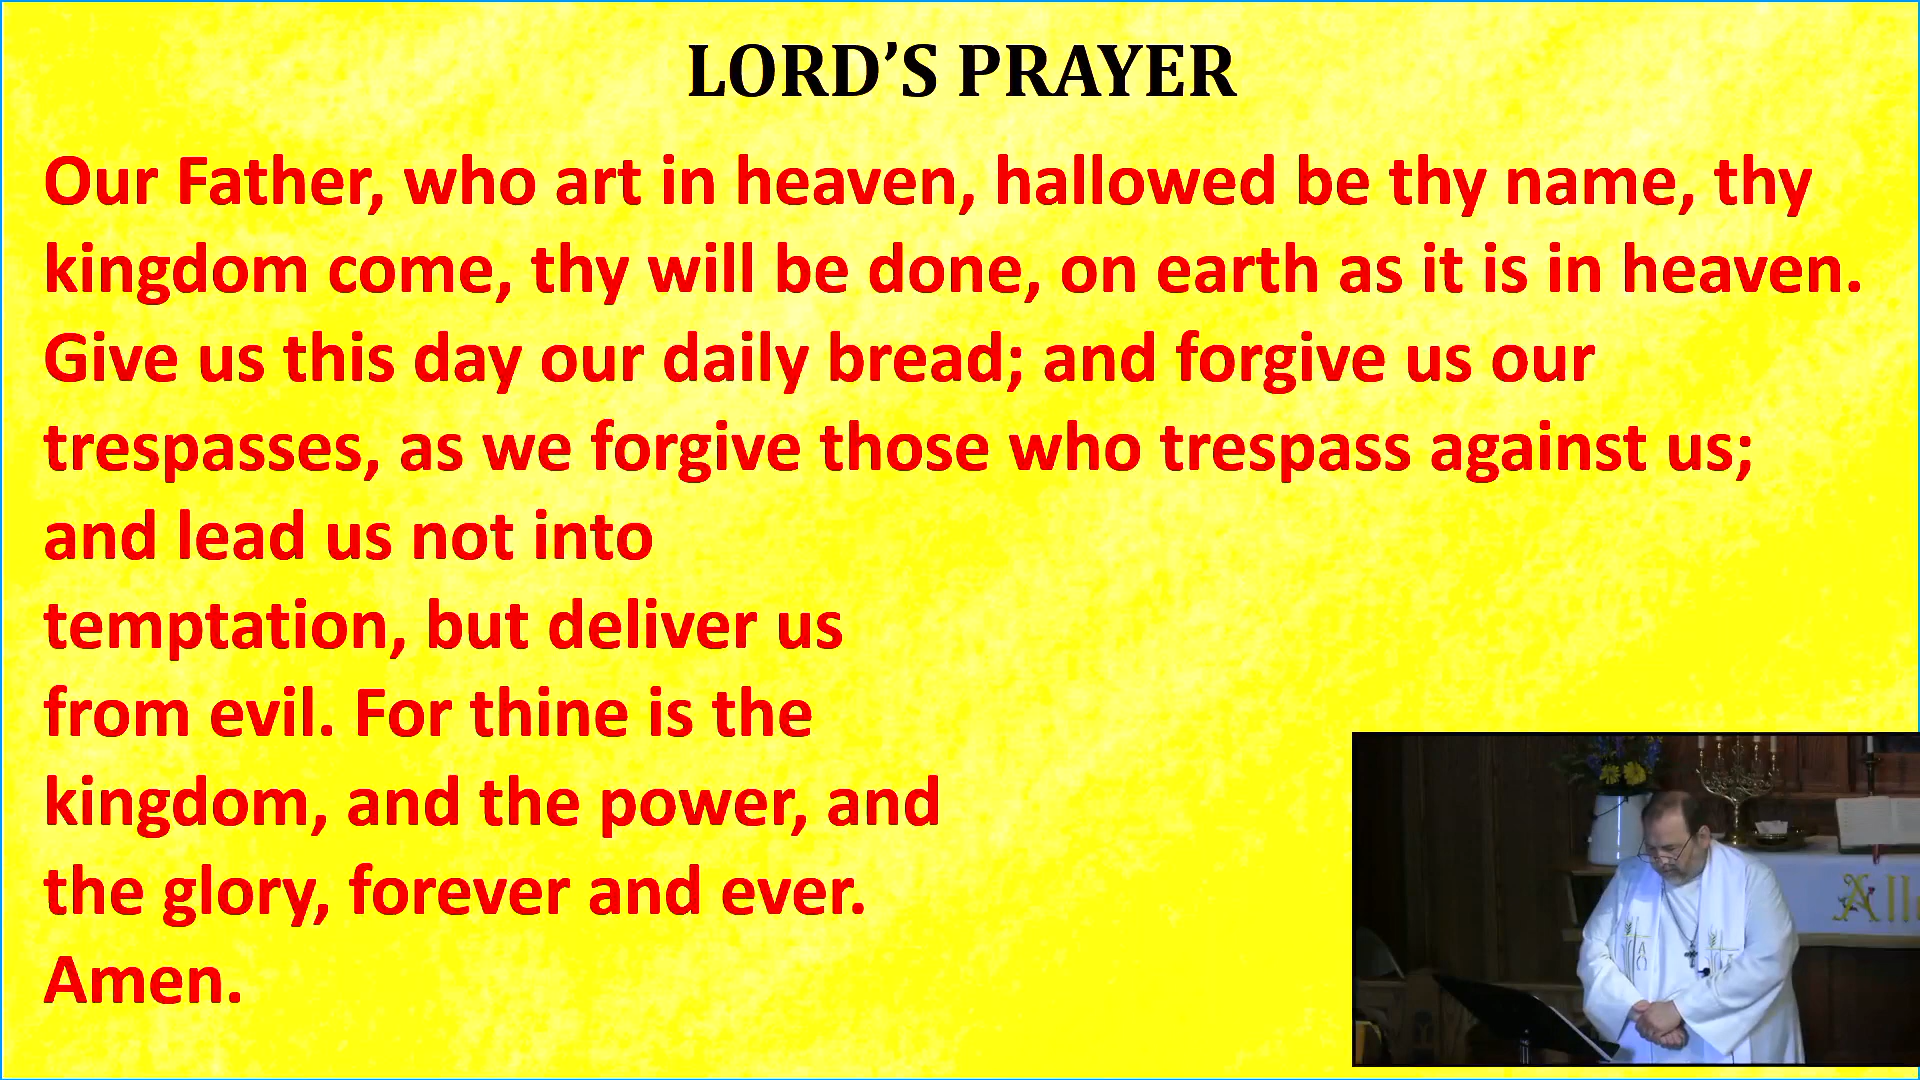 LORD’S PRAYER
Our Father, who art in heaven, hallowed be thy name, thy
kingdom come, thy will be done, on earth as it is in heaven.
Give us this day our daily bread; and forgive us our
trespasses, as we forgive those who trespass against us;
and lead us not into
temptation, but deliver us
from evil. For thine is the
kingdom, and the power, and
the glory, forever and ever.
Amen.
All